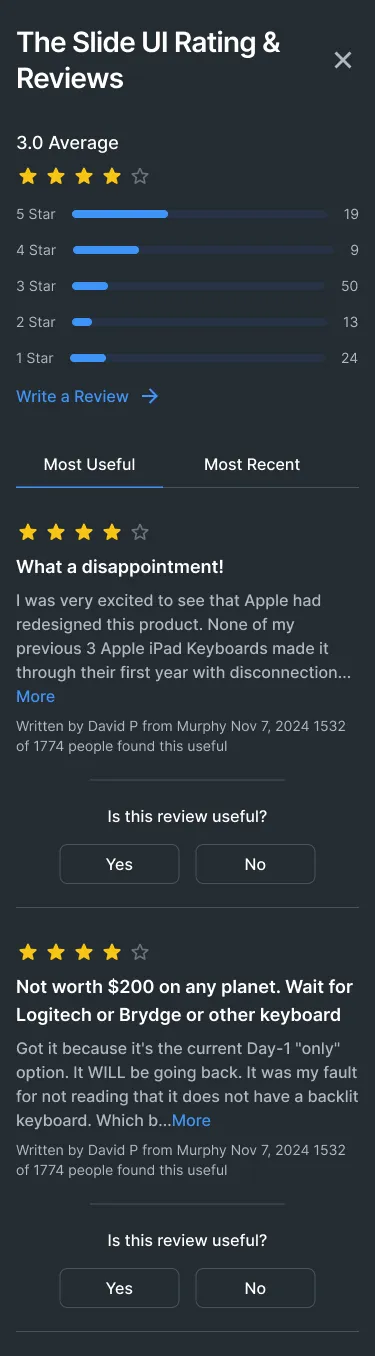 The Slide UI Rating &
Reviews
3.0 Average
5 Star 19
4 Star 9
3 Star 50
2 Star 13
1 Star 24
Write a Review
Most Useful Most Recent
What a disappointment!
I was very excited to see that Apple had
redesigned this product. None of my
previous 3 Apple iPad Keyboards made it
through their first year with disconnection...
More
Written by David P from Murphy Nov 7, 2024 1532
of 1774 people found this useful
Is this review useful?
Yes No
Not worth $200 on any planet. Wait for
Logitech or Brydge or other keyboard
Got it because it's the current Day-1 "only"
option. It WILL be going back. It was my fault
for not reading that it does not have a backlit
keyboard. Which b...More
Written by David P from Murphy Nov 7, 2024 1532
of 1774 people found this useful
Is this review useful?
Yes No